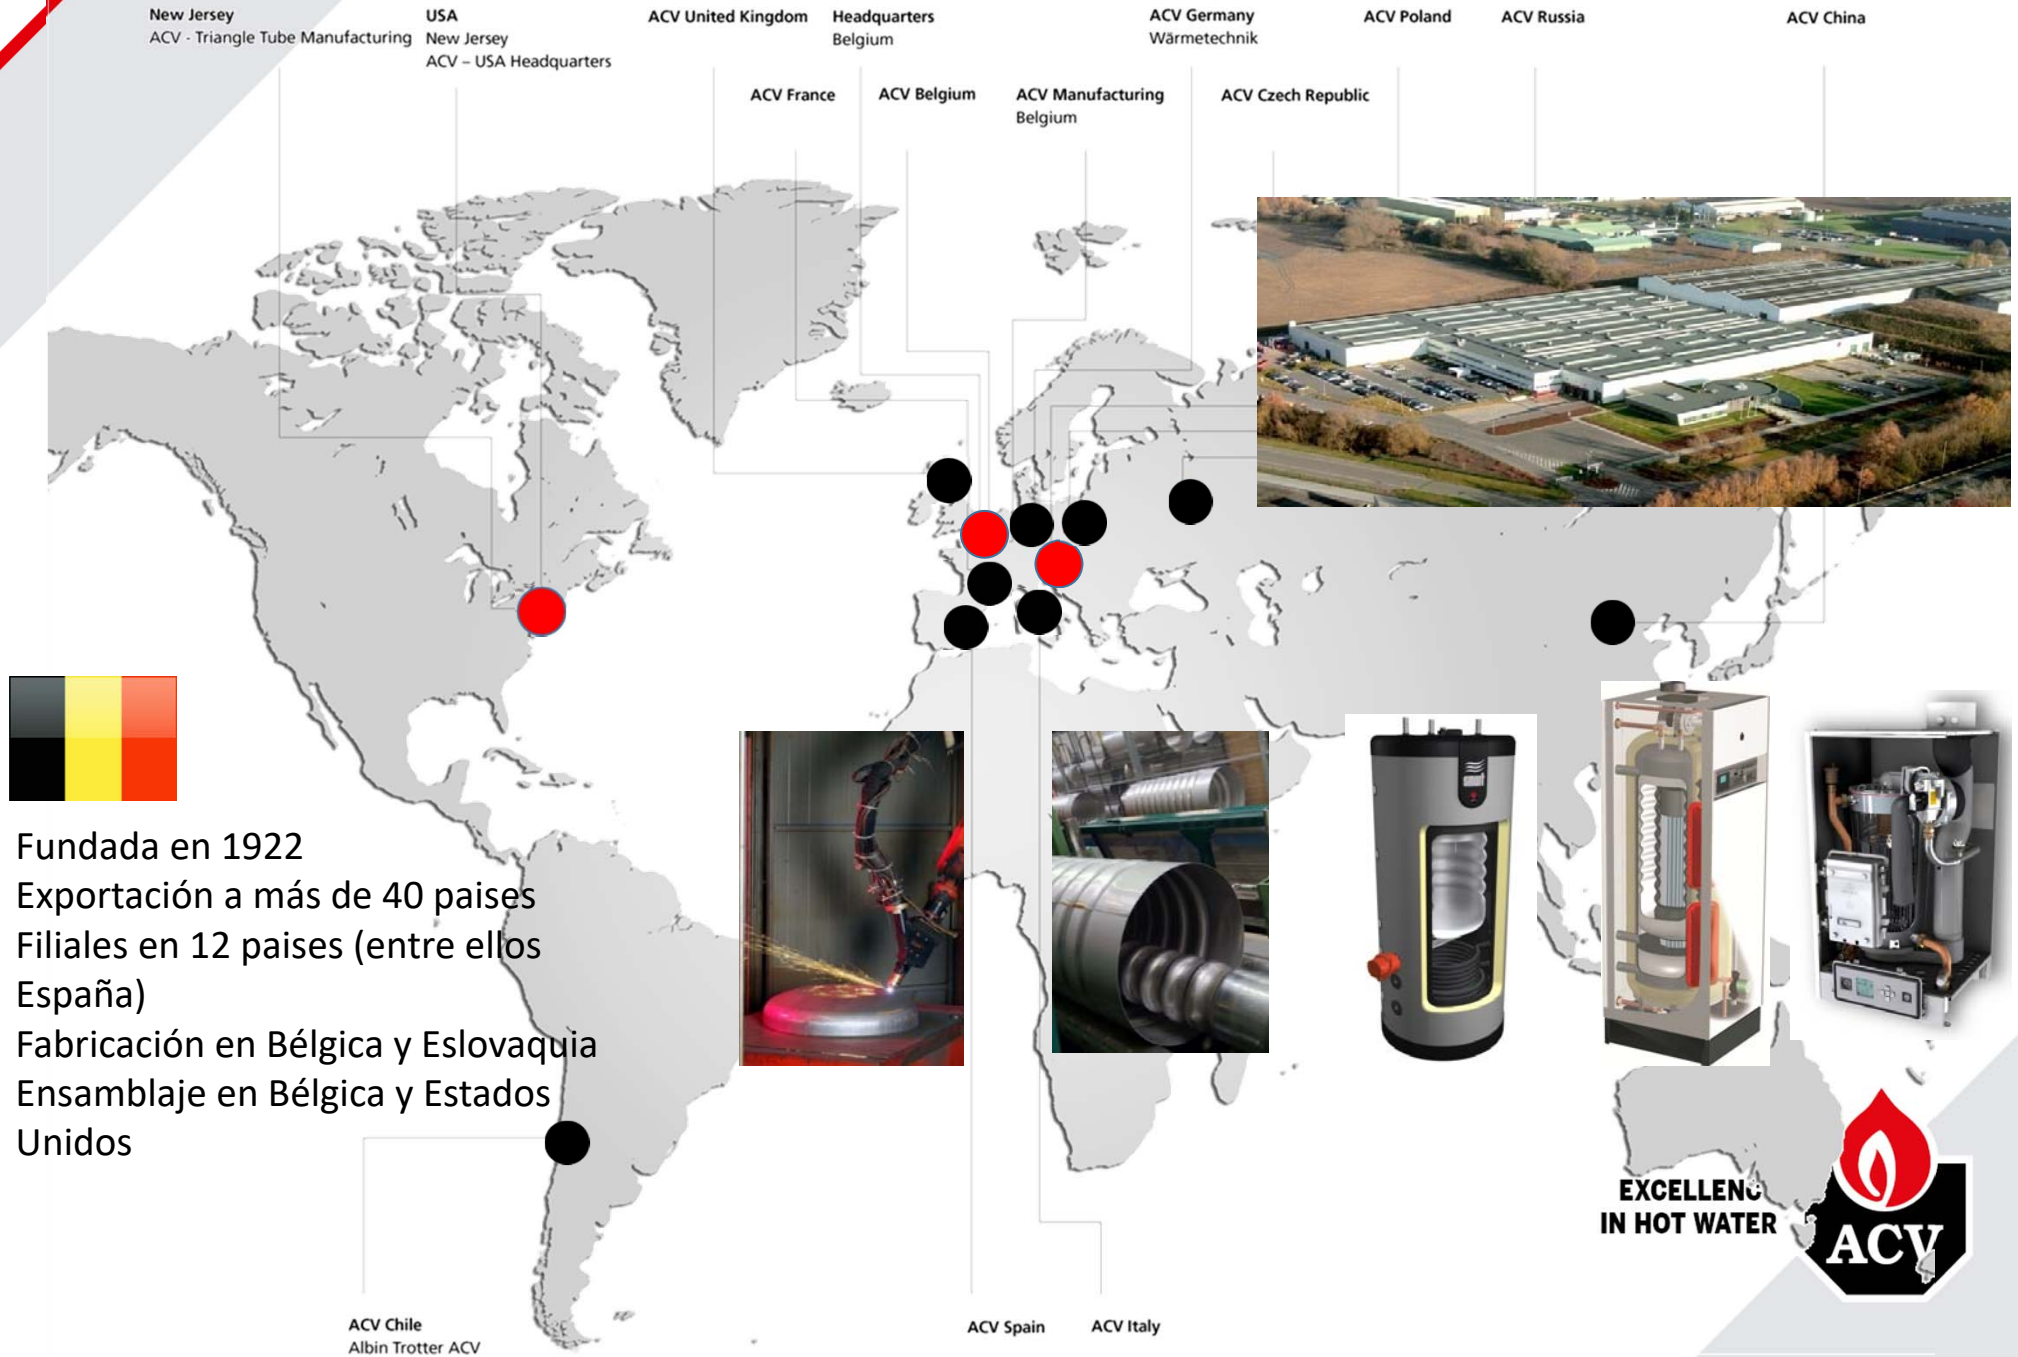 New Jersey
ACV - Triangle Tube Manufacturing
USA
New Jersey
ACV – USA Headquarters
ACV United Kingdom
Headquarters
Belgium
ACV Germany
Wärmetechnik
ACV Poland
ACV Russia
ACV China
ACV France
ACV Belgium
ACV Manufacturing
Belgium
ACV Czech Republic
Fundada en 1922
Exportación a más de 40 paises
Filiales en 12 paises (entre ellos
España)
Fabricación en Bélgica y Eslovaquia
Ensamblaje en Bélgica y Estados
Unidos
smart
EXCELLENC
IN HOT WATER
ACV
ACV Chile
Albin Trotter ACV
ACV Spain
ACV Italy